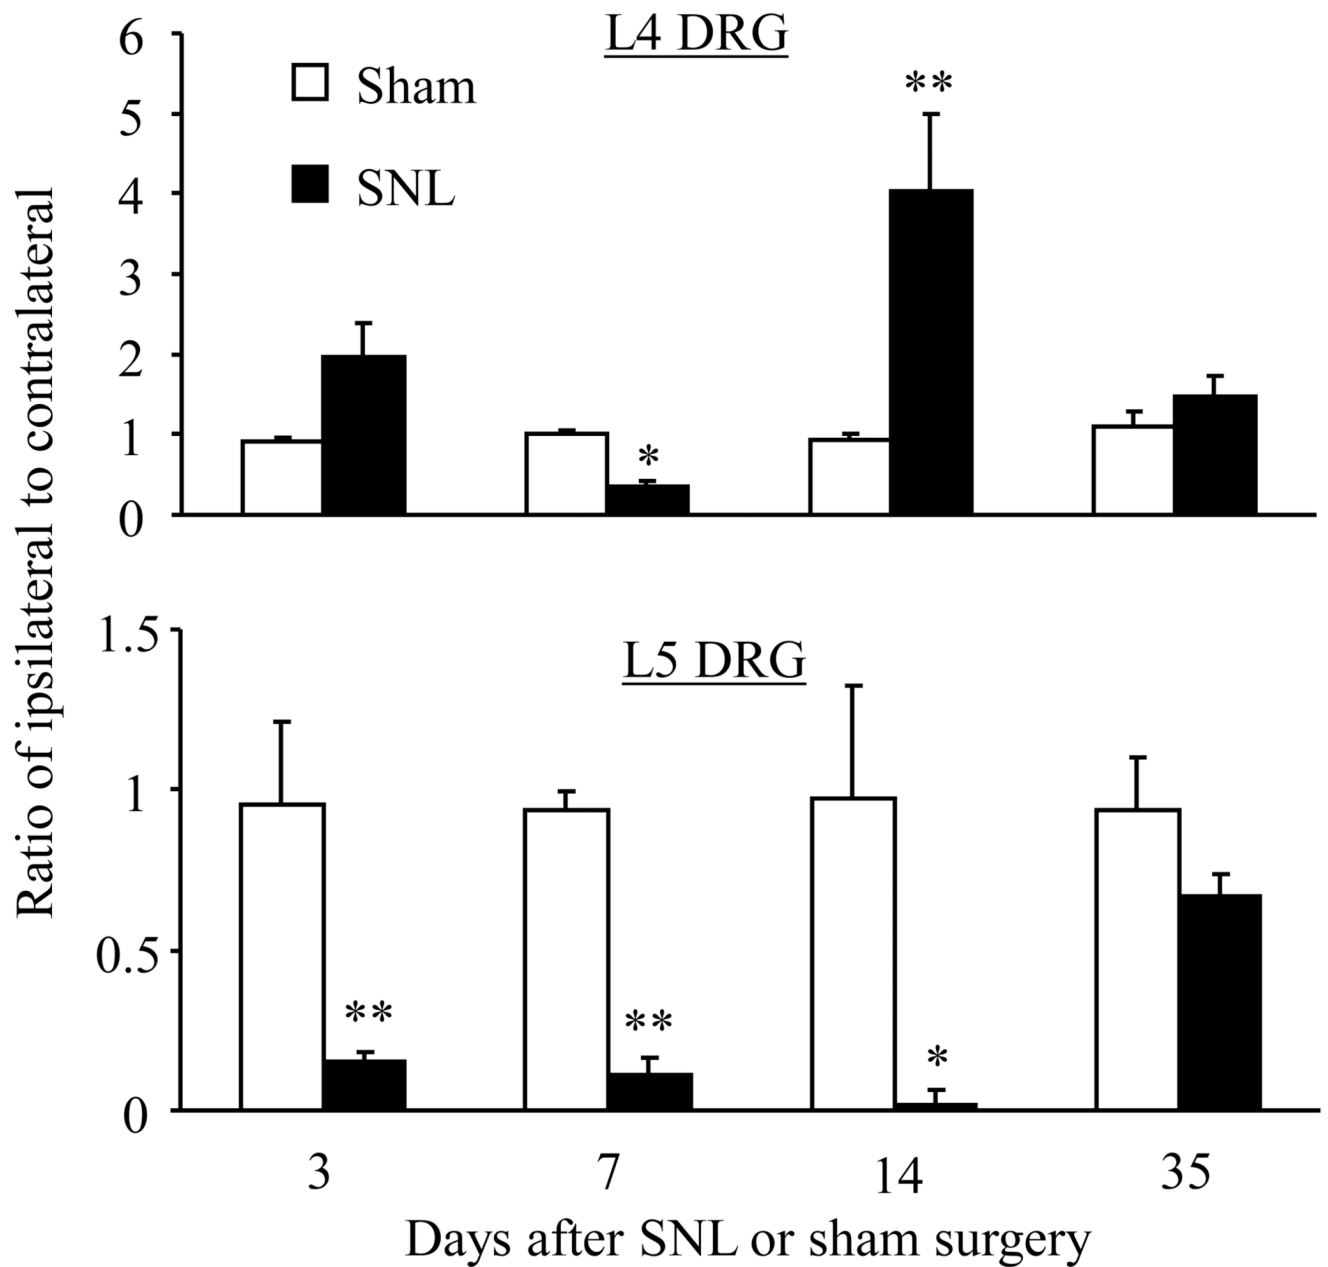 Ratio of ipsilateral to contralateral
L4 DRG
6
5
4
3
2
1
0
Sham
SNL
*
**
L5 DRG
1.5
1
0.5
0
**
**
*
3 7 14 35
Days after SNL or sham surgery